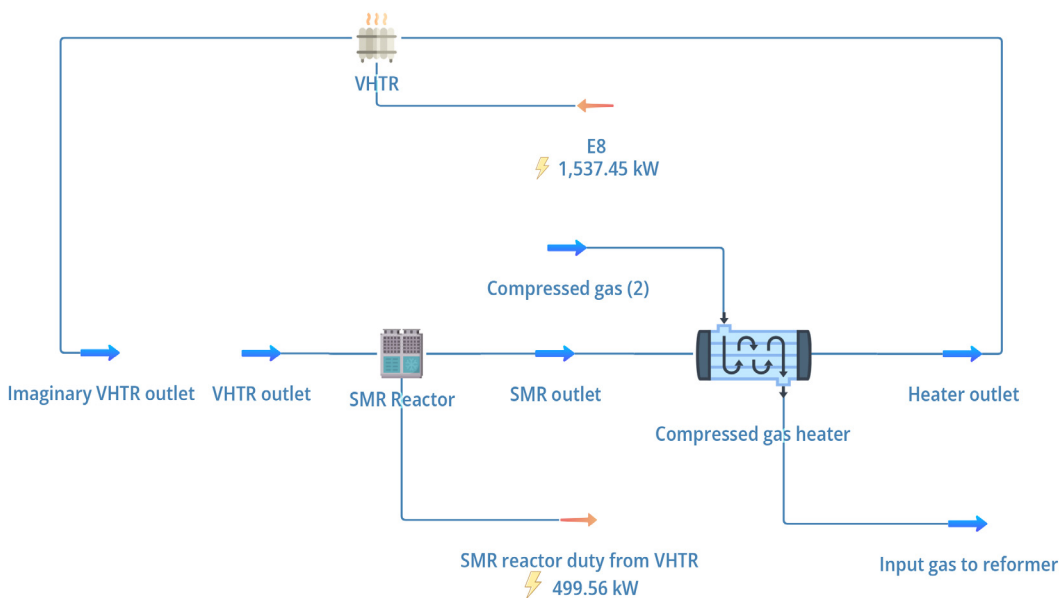 VHTR
E8
1,537.45 kW
Compressed gas (2)
Imaginary VHTR outlet
VHTR outlet
SMR Reactor
SMR outlet
Heater outlet
Compressed gas heater
SMR reactor duty from VHTR
499.56 kW
Input gas to reformer